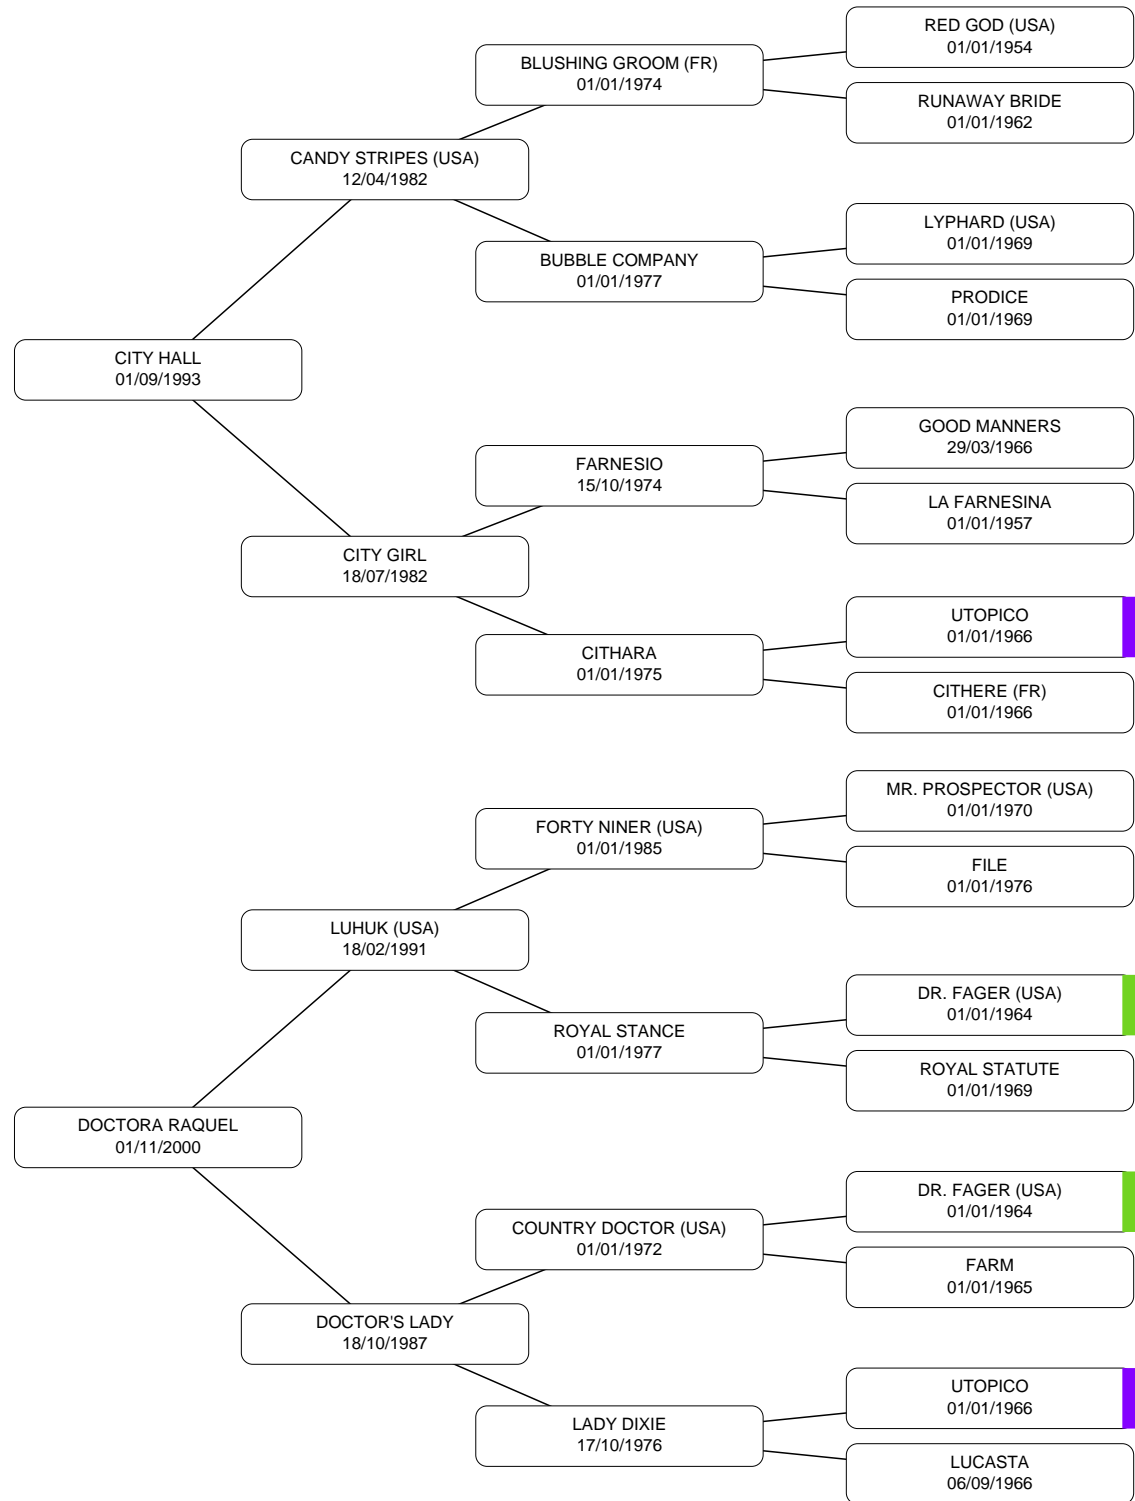 RED GOD (USA)
01/01/1954
BLUSHING GROOM (FR)
01/01/1974
RUNAWAY BRIDE
01/01/1962
CANDY STRIPES (USA)
12/04/1982
LYPHARD (USA)
01/01/1969
BUBBLE COMPANY
01/01/1977
PRODICE
01/01/1969
CITY HALL
01/09/1993
GOOD MANNERS
29/03/1966
FARNESIO
15/10/1974
LA FARNESINA
01/01/1957
CITY GIRL
18/07/1982
UTOPICO
01/01/1966
CITHARA
01/01/1975
CITHERE (FR)
01/01/1966
MR. PROSPECTOR (USA)
01/01/1970
FORTY NINER (USA)
01/01/1985
FILE
01/01/1976
LUHUK (USA)
18/02/1991
DR. FAGER (USA)
01/01/1964
ROYAL STANCE
01/01/1977
ROYAL STATUTE
01/01/1969
DOCTORA RAQUEL
01/11/2000
DR. FAGER (USA)
01/01/1964
COUNTRY DOCTOR (USA)
01/01/1972
FARM
01/01/1965
DOCTOR'S LADY
18/10/1987
UTOPICO
01/01/1966
LADY DIXIE
17/10/1976
LUCASTA
06/09/1966